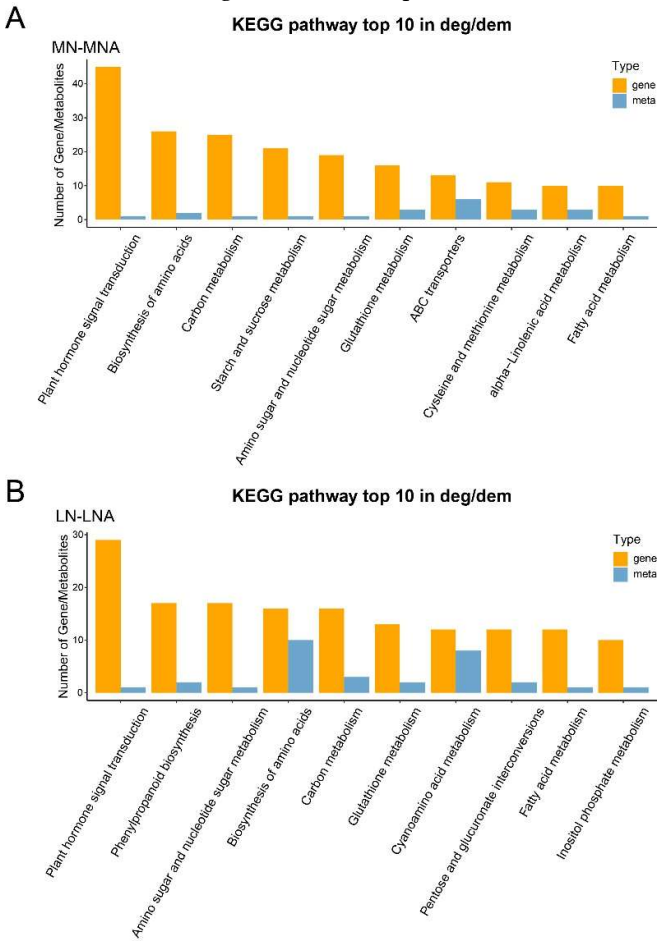 A
KEGG pathway top 10 in deg/dem
MN-MNA
Type
gene
meta
Number of Gene/Metabolites
40
30
20
10
0
Plant hormone signal transduction
Biosynthesis of amino acids
Carbon metabolism
Starch and sucrose metabolism
Amino sugar and nucleotide sugar metabolism
Glutathione metabolism
ABC transporters
Cysteine and methionine metabolism
alpha-Linolenic acid metabolism
Fatty acid metabolism
B
KEGG pathway top 10 in deg/dem
LN-LNA
Type
gene
meta
Number of Gene/Metabolites
30
20
10
0
Plant hormone signal transduction
Phenylpropanoid biosynthesis
Amino sugar and nucleotide sugar metabolism
Biosynthesis of amino acids
Carbon metabolism
Glutathione metabolism
Cyanoamino acid metabolism
Pentose and glucuronate interconversions
Fatty acid metabolism
Inositol phosphate metabolism